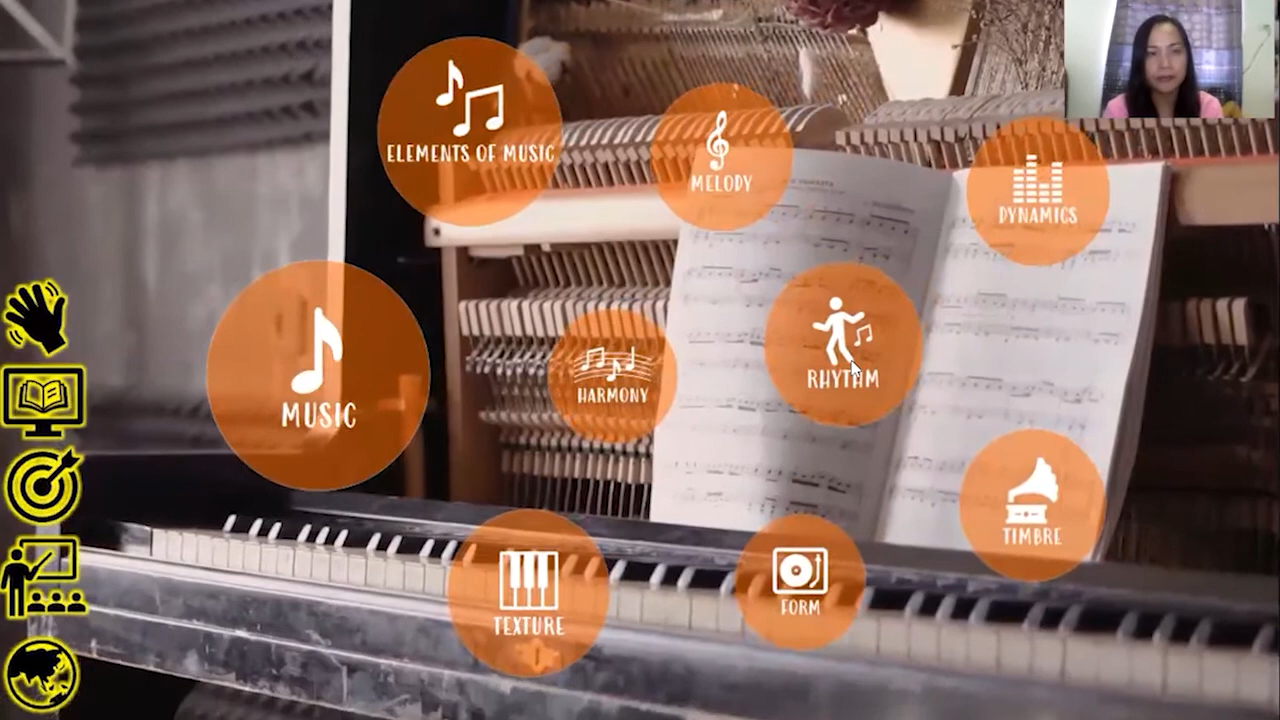 ELEMENTS OF MUSIC
MELODY
DYNAMICS
MUSIC
HARMONY
RHYTHM
TIMBRE
TEXTURE
FORM